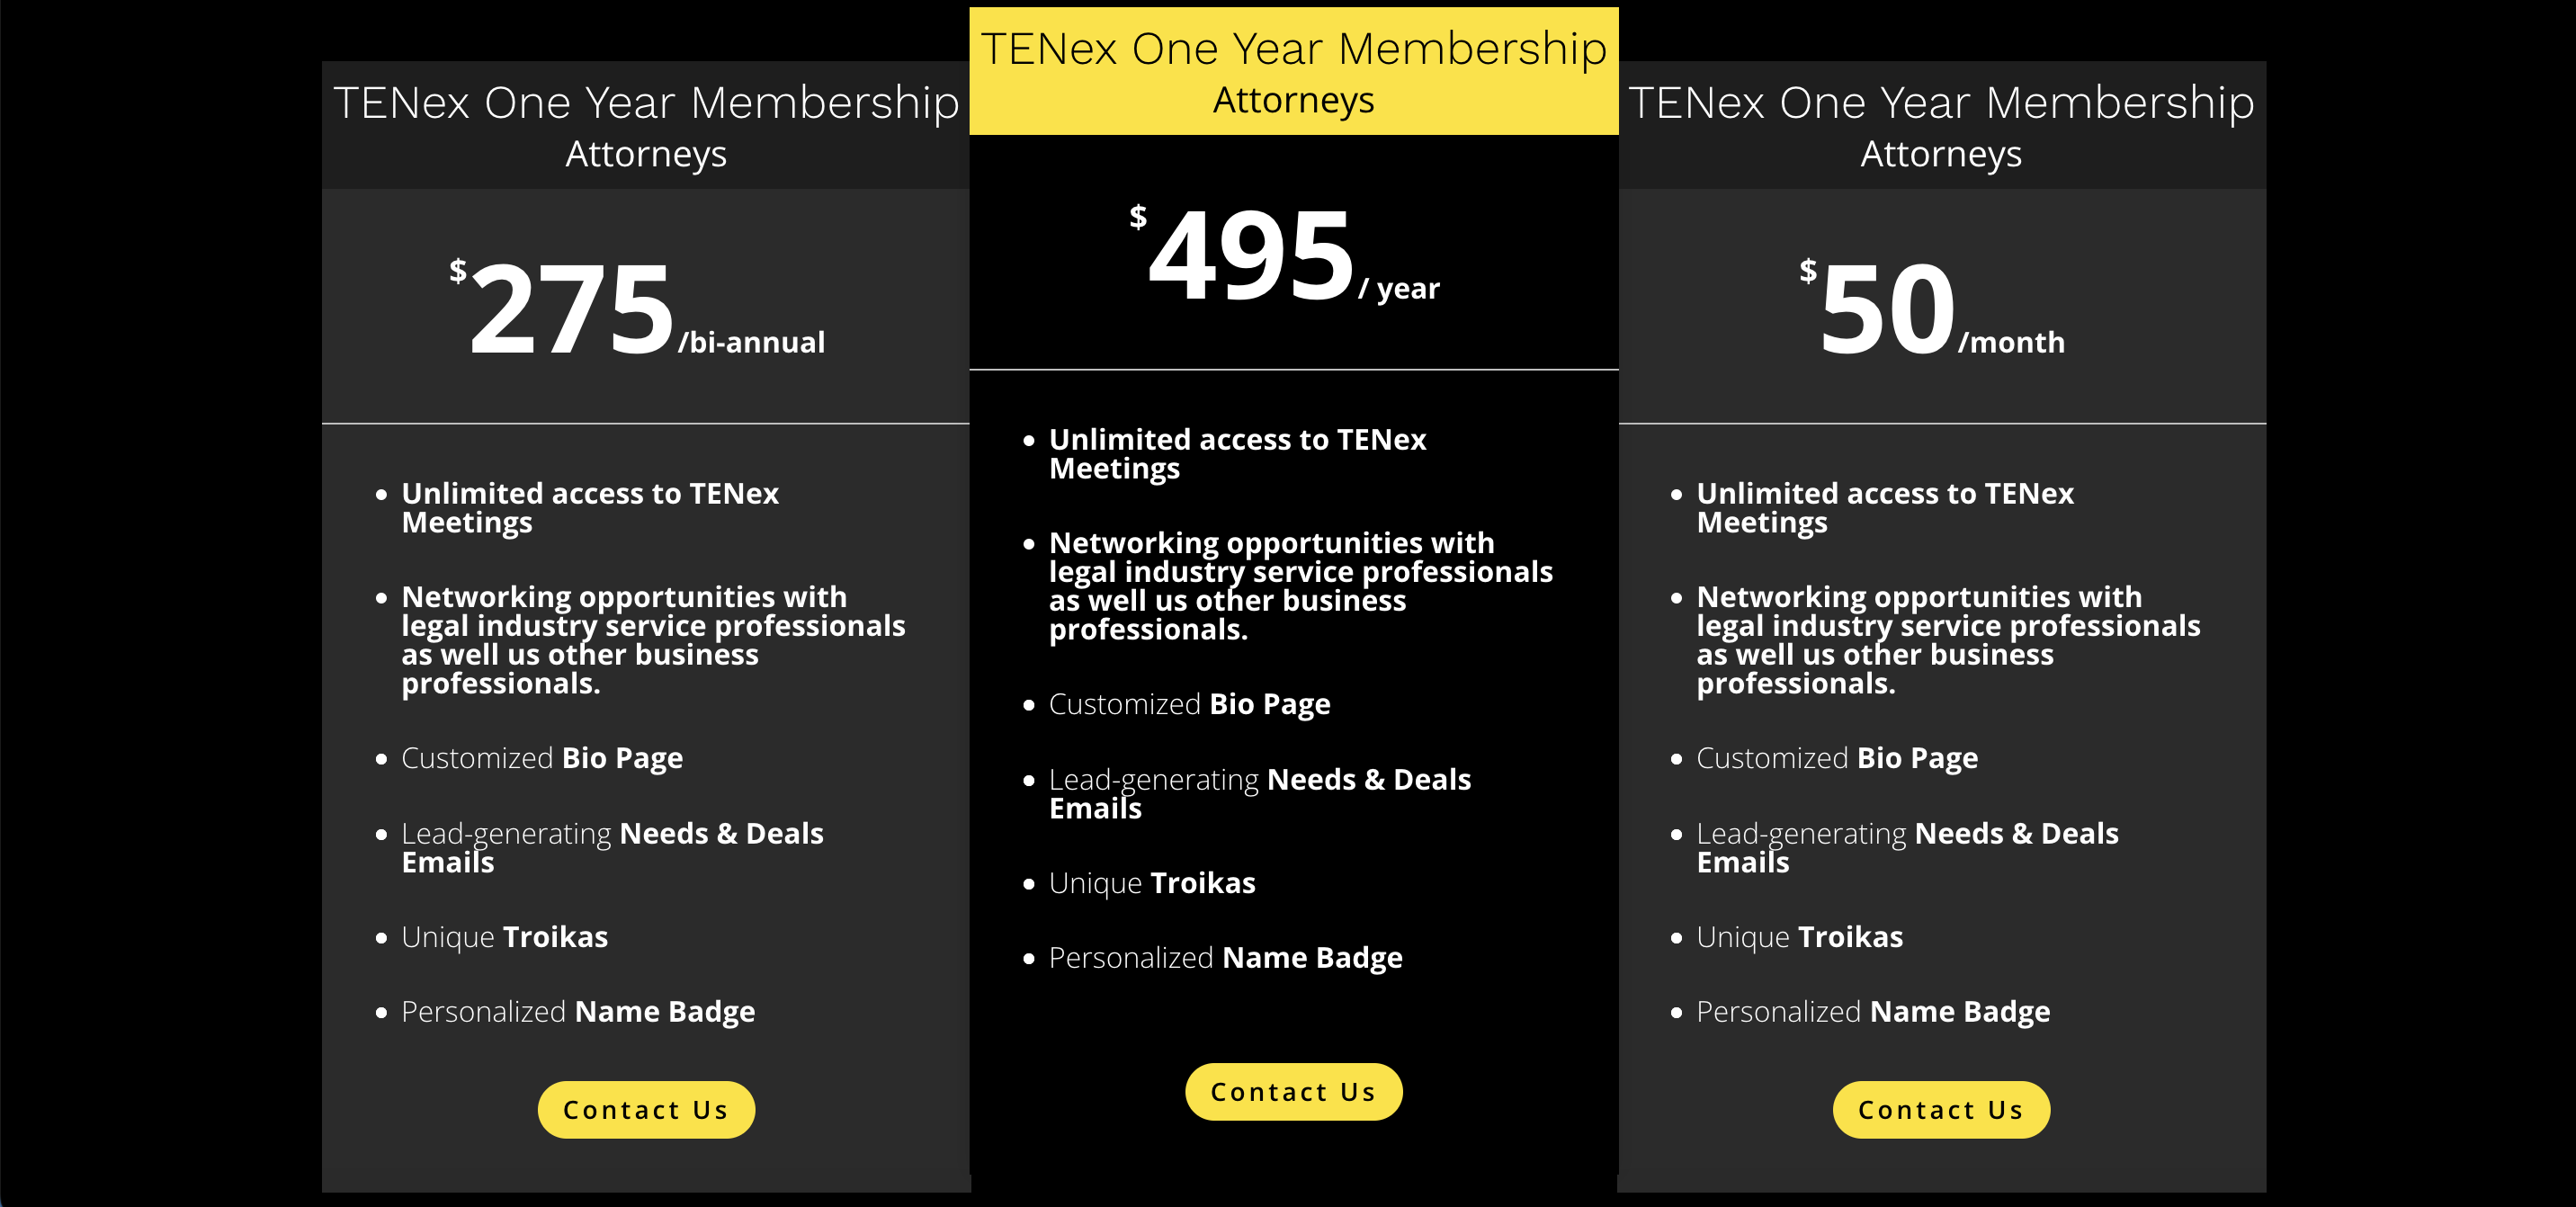 TENex One Year Membership
Attorneys
$275/bi-annual
• Unlimited access to TENex
Meetings
• Networking opportunities with
legal industry service professionals
as well us other business
professionals.
• Customized Bio Page
• Lead-generating Needs & Deals
Emails
• Unique Troikas
• Personalized Name Badge
Contact Us
TENex One Year Membership
Attorneys
$495/ year
• Unlimited access to TENex
Meetings
• Networking opportunities with
legal industry service professionals
as well us other business
professionals.
• Customized Bio Page
• Lead-generating Needs & Deals
Emails
• Unique Troikas
• Personalized Name Badge
Contact Us
TENex One Year Membership
Attorneys
$50/month
• Unlimited access to TENex
Meetings
• Networking opportunities with
legal industry service professionals
as well us other business
professionals.
• Customized Bio Page
• Lead-generating Needs & Deals
Emails
• Unique Troikas
• Personalized Name Badge
Contact Us